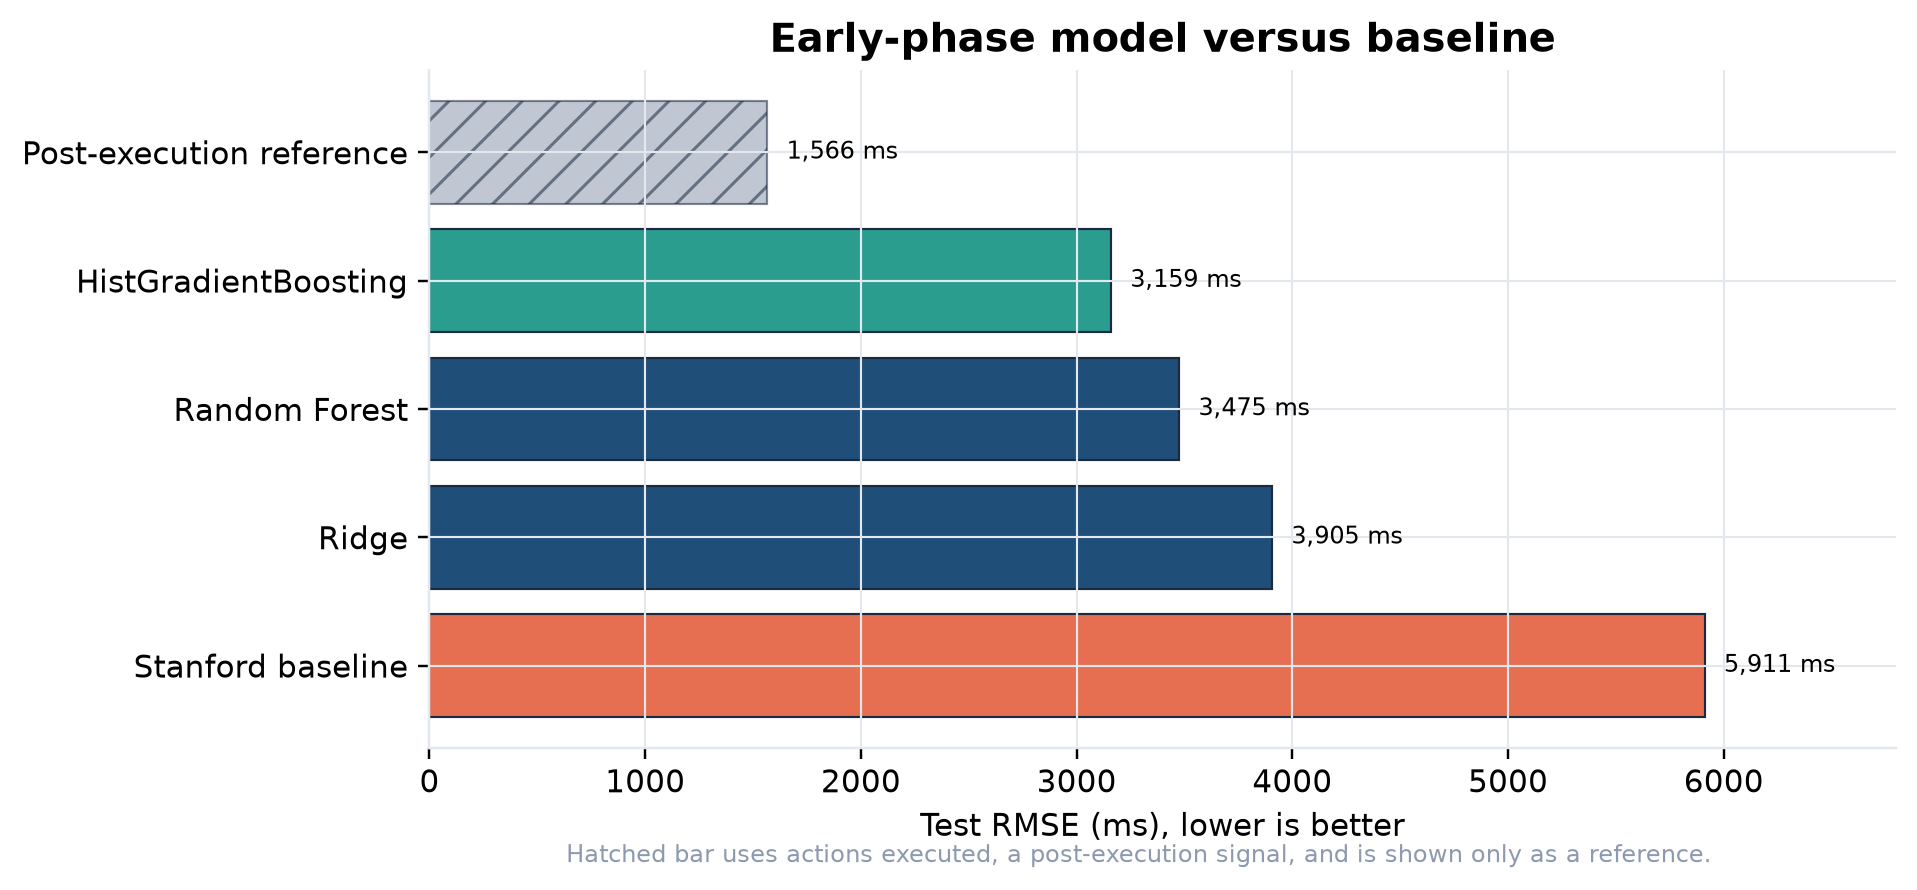 Early-phase model versus baseline
Post-execution reference
1,566 ms
HistGradientBoosting
3,159 ms
Random Forest
3,475 ms
Ridge
3,905 ms
Stanford baseline
5,911 ms
0 1000 2000 3000 4000 5000 6000
Test RMSE (ms), lower is better
Hatched bar uses actions executed, a post-execution signal, and is shown only as a reference.